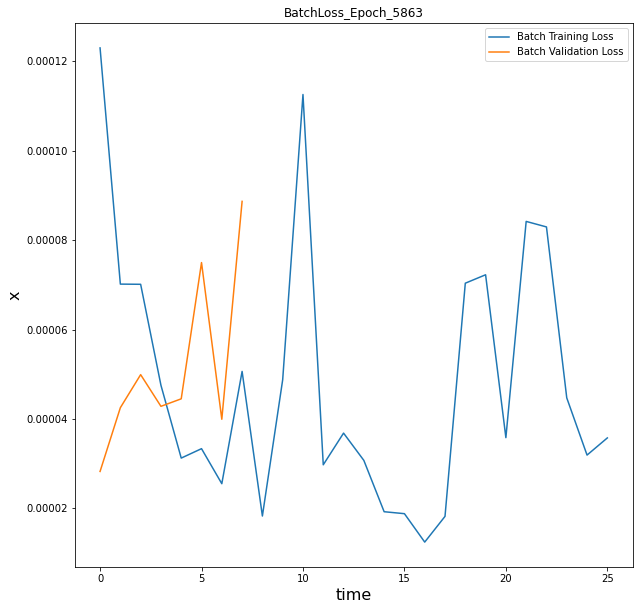 BatchLoss_Epoch_5863
Batch Training Loss
Batch Validation Loss
0.00012
0.00010
0.00008
0.00006
0.00004
0.00002
x
0 5 10 15 20 25
time